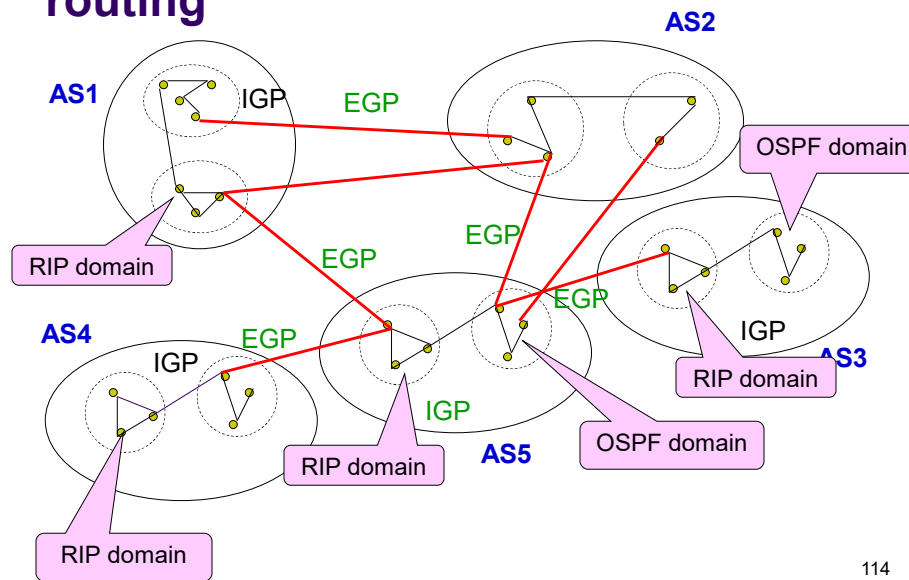 routing
AS2
AS1
IGP
EGP
OSPF domain
EGP
RIP domain
EGP
EGP
AS4
EGP
IGP
IGP
AS3
RIP domain
IGP
AS5
OSPF domain
RIP domain
RIP domain
114